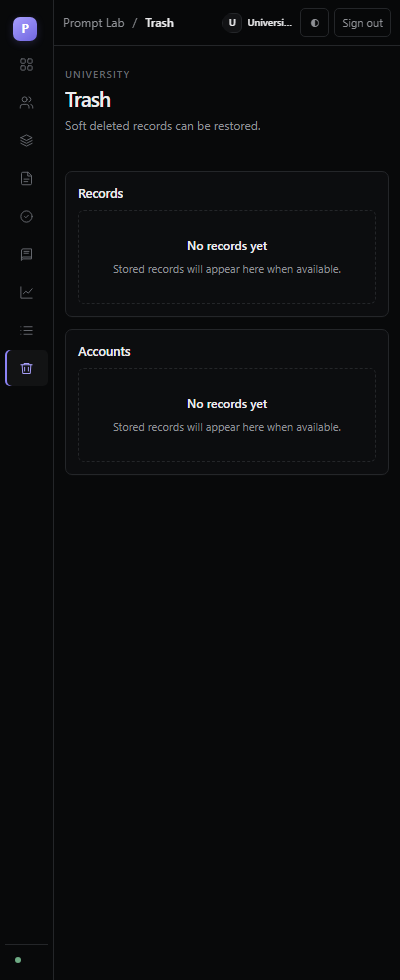 P
Prompt Lab / Trash
U Universi...
Sign out
UNIVERSITY
Trash
Soft deleted records can be restored.
Records
No records yet
Stored records will appear here when available.
Accounts
No records yet
Stored records will appear here when available.